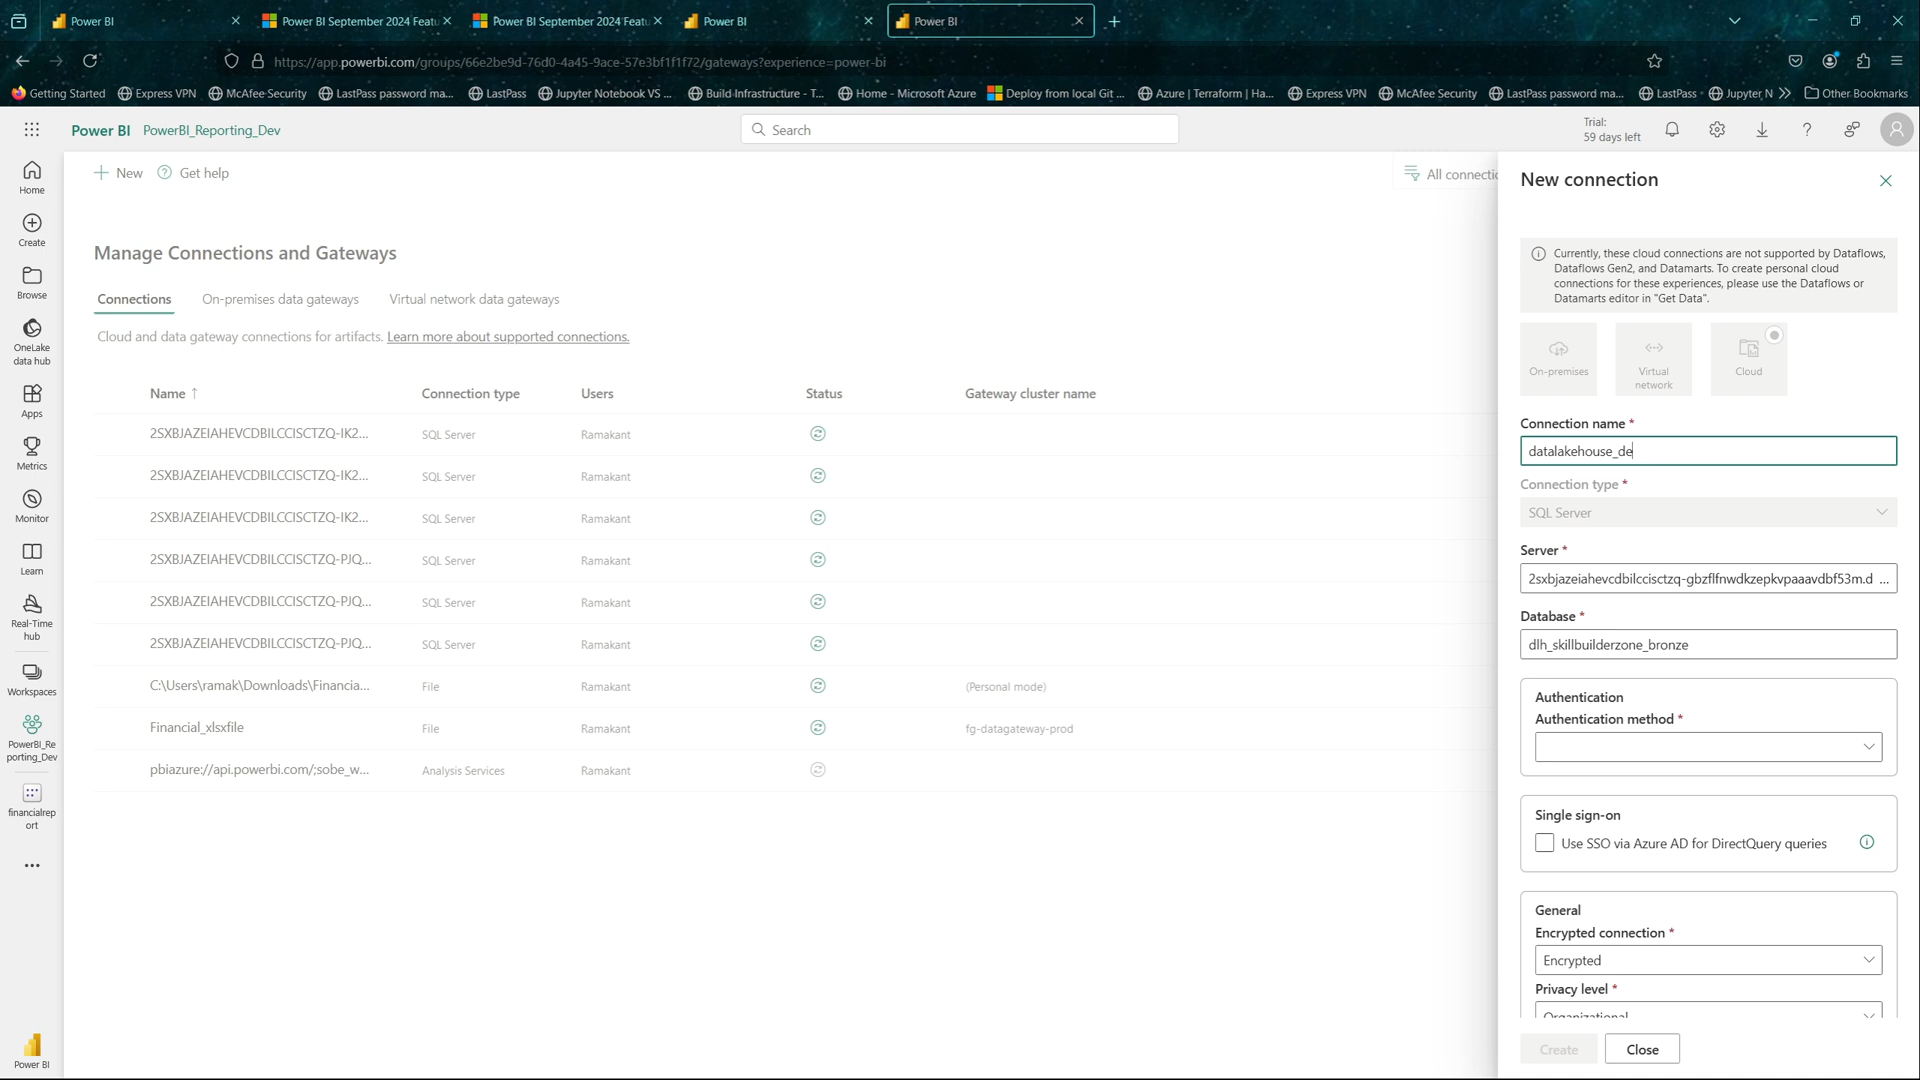 Power BI
Power BI September 2024 Featu
Power BI September 2024 Featu
Power BI
Power BI
https://app.powerbi.com/groups/66e2be9d-76d0-4a45-9ace-57e3bf1f1f72/gateways?experience=power-bi
Getting Started
Express VPN
McAfee Security
LastPass password ma...
LastPass
Jupyter Notebook VS ...
Build-Infrastructure - T...
Home - Microsoft Azure
Deploy from local Git ...
Azure | Terraform | Ha...
Express VPN
McAfee Security
LastPass password ma...
LastPass
Jupyter N
Other Bookmarks
Power BI PowerBI_Reporting_Dev
Search
Trial:
59 days left
Home
Create
Browse
OneLake
data hub
Apps
Metrics
Monitor
Learn
Real-Time
hub
Workspaces
PowerBI_Re
porting_Dev
financialrep
ort
Power BI
New
Get help
All connectio
Manage Connections and Gateways
Connections
On-premises data gateways
Virtual network data gateways
Cloud and data gateway connections for artifacts. Learn more about supported connections.
Name ↑ Connection type Users Status Gateway cluster name
2SXBJAZEIAHEVCDBILCCISCTZQ-IK2... SQL Server Ramakant
2SXBJAZEIAHEVCDBILCCISCTZQ-IK2... SQL Server Ramakant
2SXBJAZEIAHEVCDBILCCISCTZQ-IK2... SQL Server Ramakant
2SXBJAZEIAHEVCDBILCCISCTZQ-PJQ... SQL Server Ramakant
2SXBJAZEIAHEVCDBILCCISCTZQ-PJQ... SQL Server Ramakant
2SXBJAZEIAHEVCDBILCCISCTZQ-PJQ... SQL Server Ramakant
C:\Users\ramak\Downloads\Financia... File Ramakant (Personal mode)
Financial_xlsxfile File Ramakant fg-datagateway-prod
pbiazure://api.powerbi.com/;sobe_w... Analysis Services Ramakant
New connection
Currently, these cloud connections are not supported by Dataflows,
Dataflows Gen2, and Datamarts. To create personal cloud
connections for these experiences, please use the Dataflows or
Datamarts editor in "Get Data".
On-premises
Virtual
network
Cloud
Connection name *
datalakehouse_de
Connection type *
SQL Server
Server *
2sxbjazeiahevcdbilccisctzq-gbzflfnwdkzepkvpaaavdbf53m.d ...
Database *
dlh_skillbuilderzone_bronze
Authentication
Authentication method *
Single sign-on
Use SSO via Azure AD for DirectQuery queries
General
Encrypted connection *
Encrypted
Privacy level *
Organizational
Create
Close